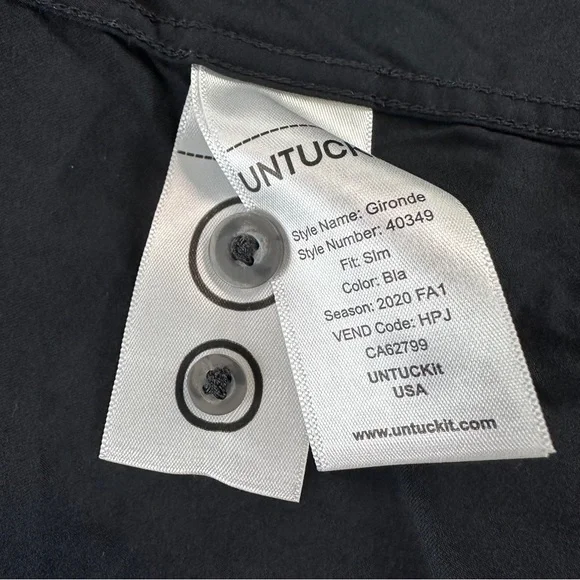 UNTUCK
Style Name: Gironde
Style Number: 40349
Fit: Slm
Color: Bla
Season: 2020 FA1
VEND Code: HPJ
CA62799
UNTUCKit
USA
www.untuckit.com